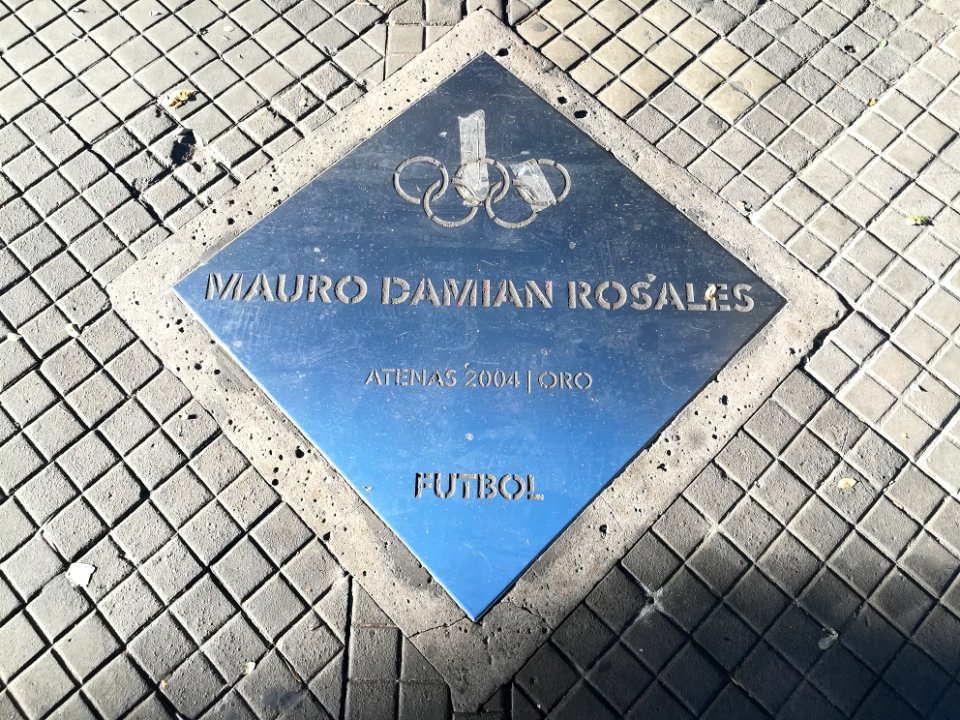 MAURO DAMIAN ROSALES
ATENAS 2004 | ORO
FUTBOL